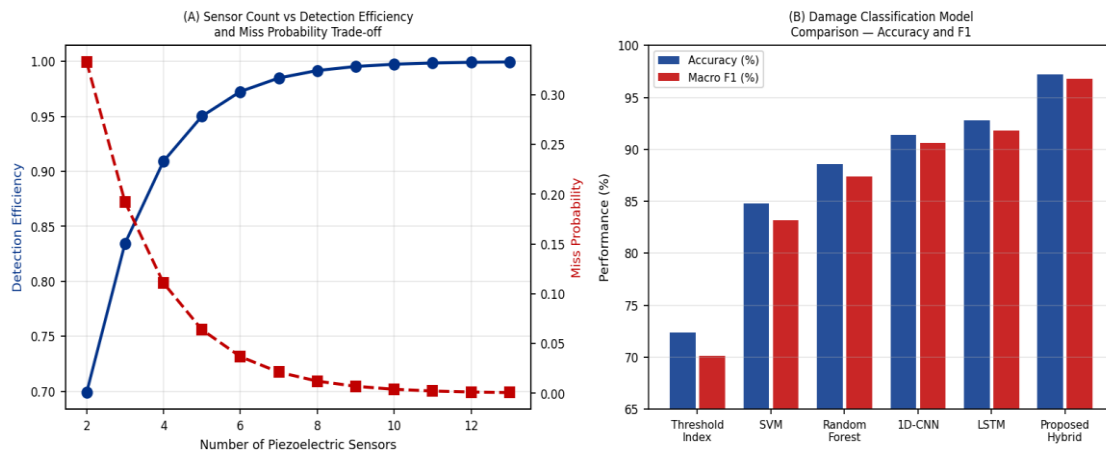 (A) Sensor Count vs Detection Efficiency
and Miss Probability Trade-off
1.00
0.95
0.90
0.85
0.80
0.75
0.70
Detection Efficiency
0.30
0.25
0.20
0.15
0.10
0.05
0.00
Miss Probability
2
4
6
8
10
12
Number of Piezoelectric Sensors
(B) Damage Classification Model
Comparison — Accuracy and F1
Accuracy (%)
Macro F1 (%)
100
95
90
85
80
75
70
65
Performance (%)
Threshold
Index
SVM
Random
Forest
1D-CNN
LSTM
Proposed
Hybrid